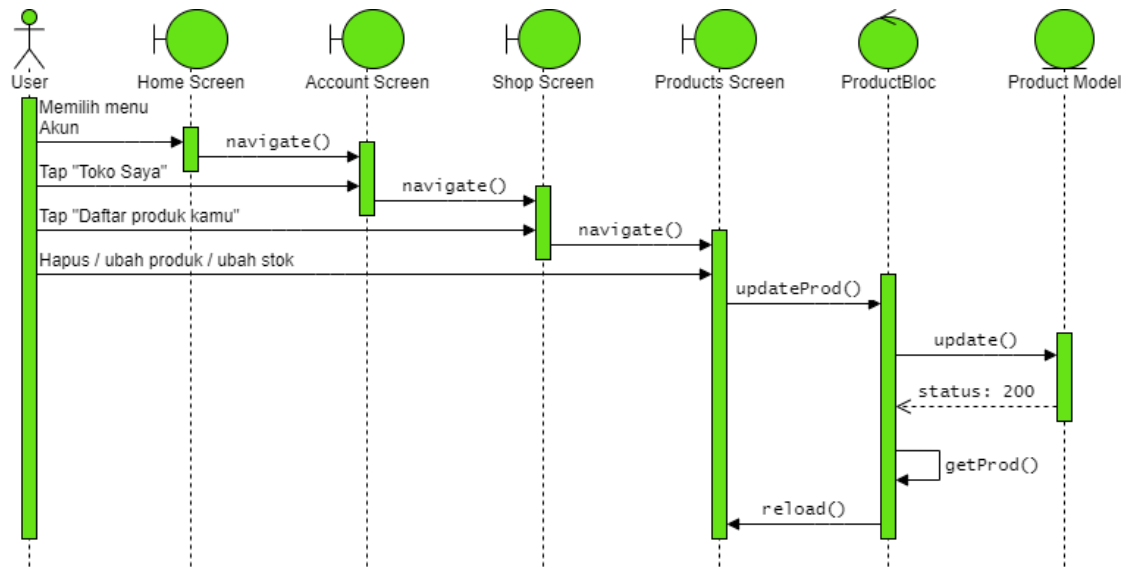 User
Home Screen
Account Screen
Shop Screen
Products Screen
ProductBloc
Product Model
Memilih menu
Akun
navigate()
Tap "Toko Saya"
navigate()
Tap "Daftar produk kamu"
navigate()
Hapus / ubah produk / ubah stok
updateProd()
update()
status: 200
getProd()
reload()